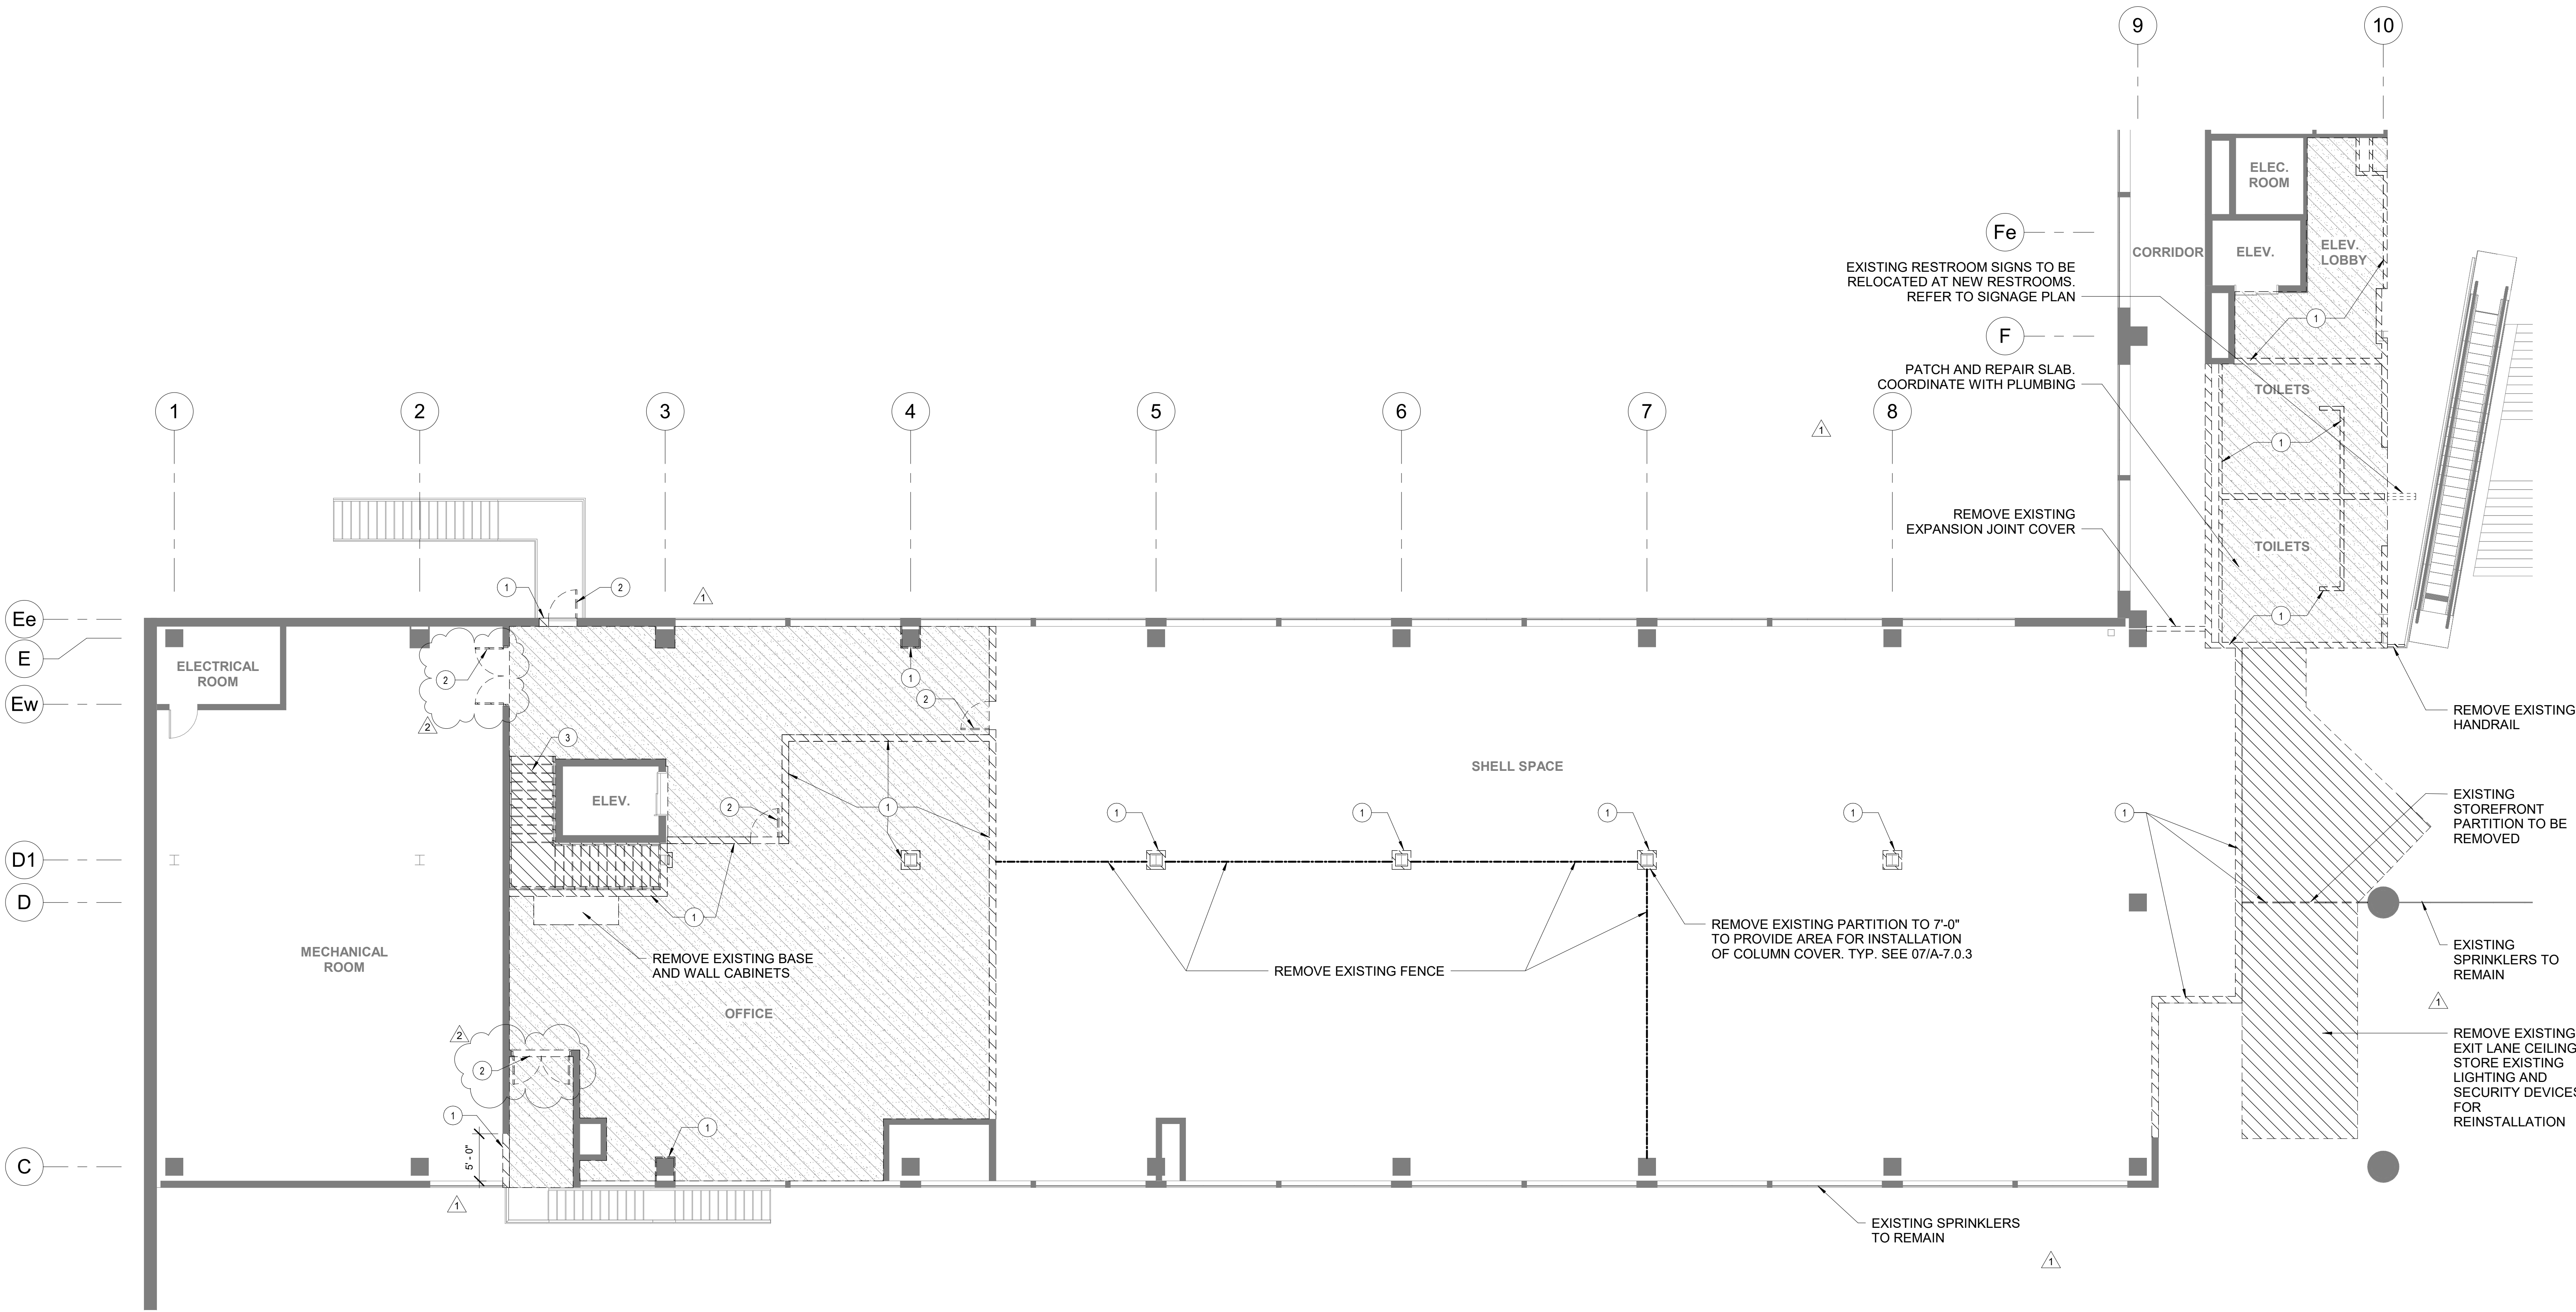 9
10
ELEC.
ROOM
Fe
CORRIDOR
ELEV.
ELEV.
LOBBY
EXISTING RESTROOM SIGNS TO BE
RELOCATED AT NEW RESTROOMS.
REFER TO SIGNAGE PLAN
1
F
PATCH AND REPAIR SLAB.
COORDINATE WITH PLUMBING
TOILETS
1
2
3
4
5
6
7
8
1
1
REMOVE EXISTING
EXPANSION JOINT COVER
TOILETS
1
1
2
1
Ee
E
ELECTRICAL
ROOM
2
1
2
Ew
2
REMOVE EXISTING
HANDRAIL
3
SHELL SPACE
ELEV.
2
1
1
1
1
1
1
EXISTING
STOREFRONT
PARTITION TO BE
REMOVED
D1
D
1
REMOVE EXISTING PARTITION TO 7'-0"
TO PROVIDE AREA FOR INSTALLATION
OF COLUMN COVER. TYP. SEE 07/A-7.0.3
MECHANICAL
ROOM
REMOVE EXISTING BASE
AND WALL CABINETS
REMOVE EXISTING FENCE
EXISTING
SPRINKLERS TO
REMAIN
1
OFFICE
2
2
REMOVE EXISTING
EXIT LANE CEILING
STORE EXISTING
LIGHTING AND
SECURITY DEVICES
FOR
REINSTALLATION
1
1
5' - 0"
C
1
EXISTING SPRINKLERS
TO REMAIN
1